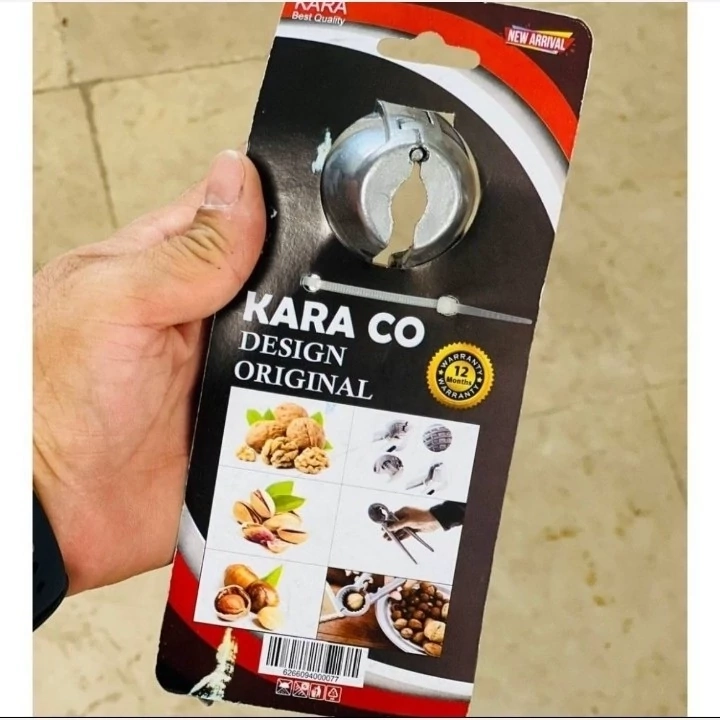 KARA
Best Quality
NEW ARRIVAL
KARA CO
DESIGN
ORIGINAL
WARRANTY
12
Months
WARRANTY
6266094000077